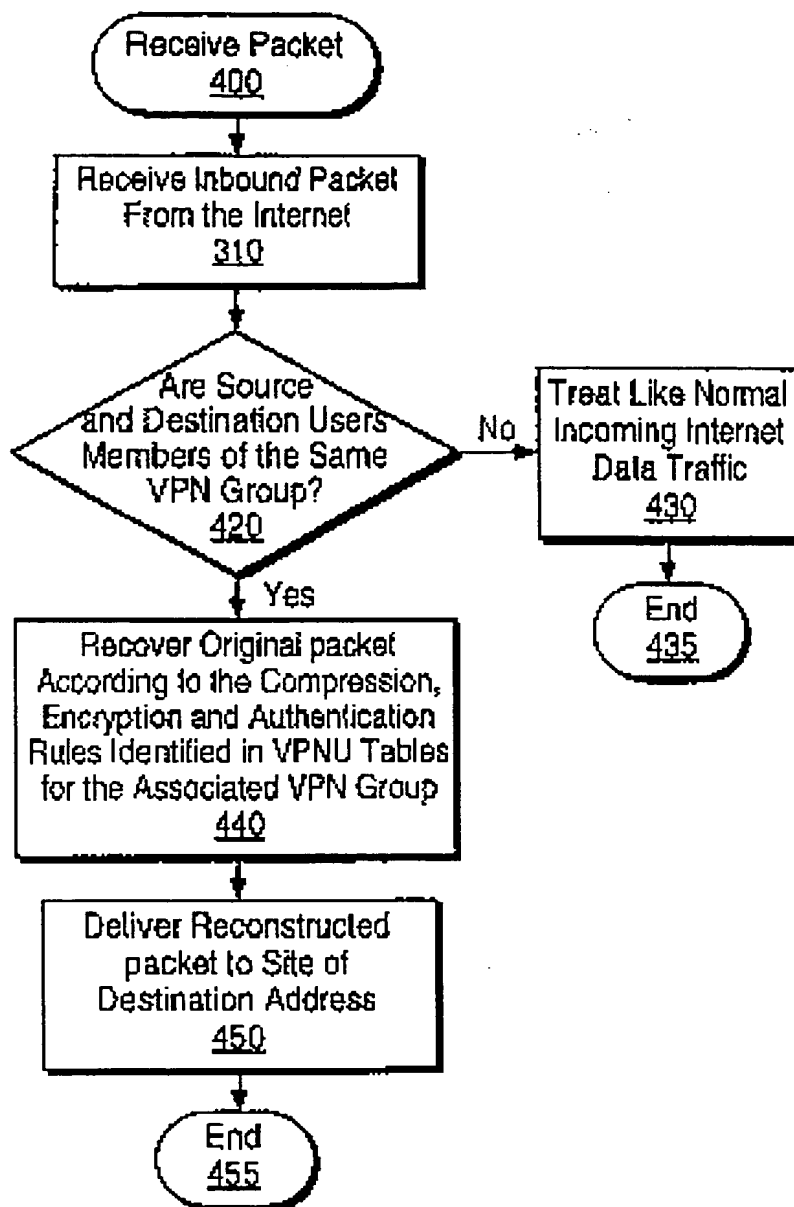 Receive Packet
400
Receive Inbound Packet
From the Internet
310
Are Source
and Destination Users
Members of the Same
VPN Group?
420
No
Treat Like Normal
Incoming Internet
Data Traffic
430
End
435
Yes
Recover Original packet
According to the Compression,
Encryption and Authentication
Rules Identified in VPNU Tables
for the Associated VPN Group
440
Deliver Reconstructed
packet to Site of
Destination Address
450
End
455